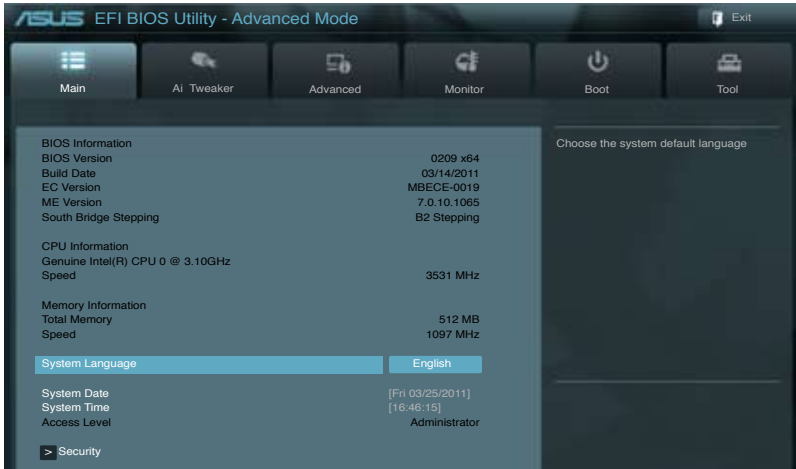 ASUS EFI BIOS Utility - Advanced Mode Exit
Main Ai Tweaker Advanced Monitor Boot Tool
Choose the system default language
BIOS Information
BIOS Version 0209 x64
Build Date 03/14/2011
EC Version MBECE-0019
ME Version 7.0.10.1065
South Bridge Stepping B2 Stepping
CPU Information
Genuine Intel(R) CPU 0 @ 3.10GHz
Speed 3531 MHz
Memory Information
Total Memory 512 MB
Speed 1097 MHz
System Language English
System Date [Fri 03/25/2011]
System Time [16:46:15]
Access Level Administrator
> Security